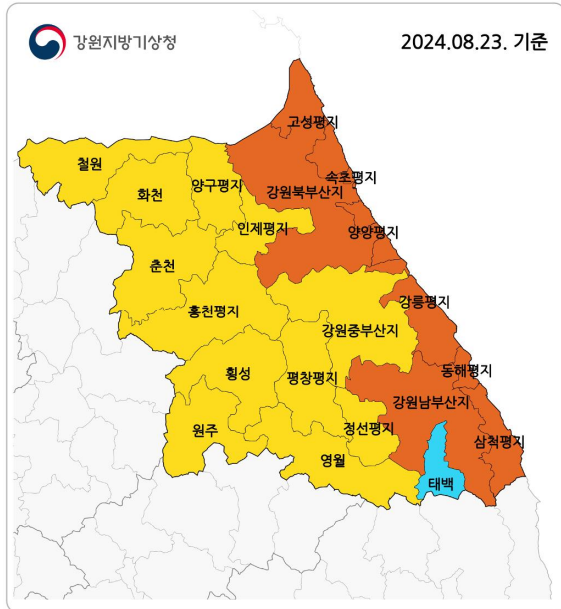 강원지방기상청
2024.08.23. 기준
고성평지
철원
속초평지
양구평지
화천
강원북부산지
인제평지
양양평지
춘천
강릉평지
홍천평지
강원중부산지
동해평지
횡성
평창평지
강원남부산지
원주
정선평지
삼척평지
영월
태백